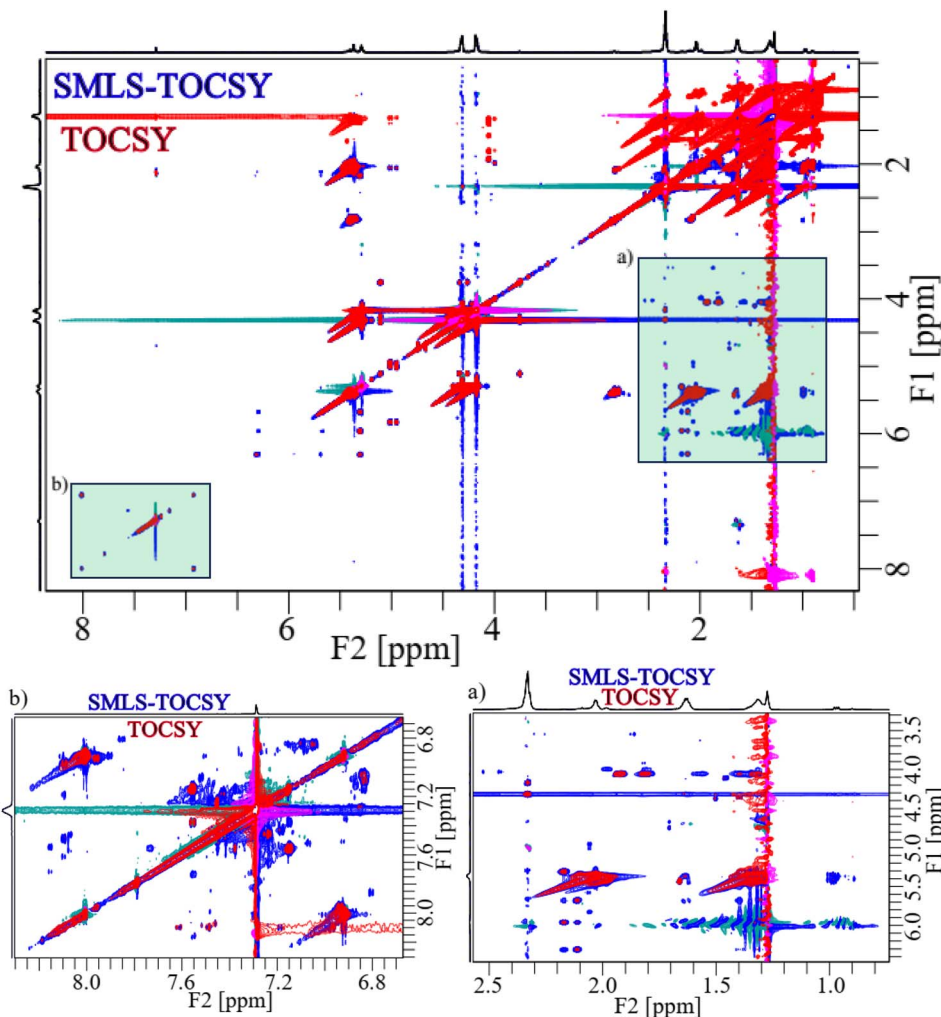 SMLS-TOCSY
TOCSY
a)
b)
2
4
6
8
F1 [ppm]
8 6 4 2
F2 [ppm]
b) SMLS-TOCSY
TOCSY
6.8
7.2
7.6
8.0
F1 [ppm]
8.0 7.6 7.2 6.8
F2 [ppm]
a) SMLS-TOCSY
TOCSY
3.5
4.0
4.5
5.0
5.5
6.0
F1 [ppm]
2.5 2.0 1.5 1.0
F2 [ppm]